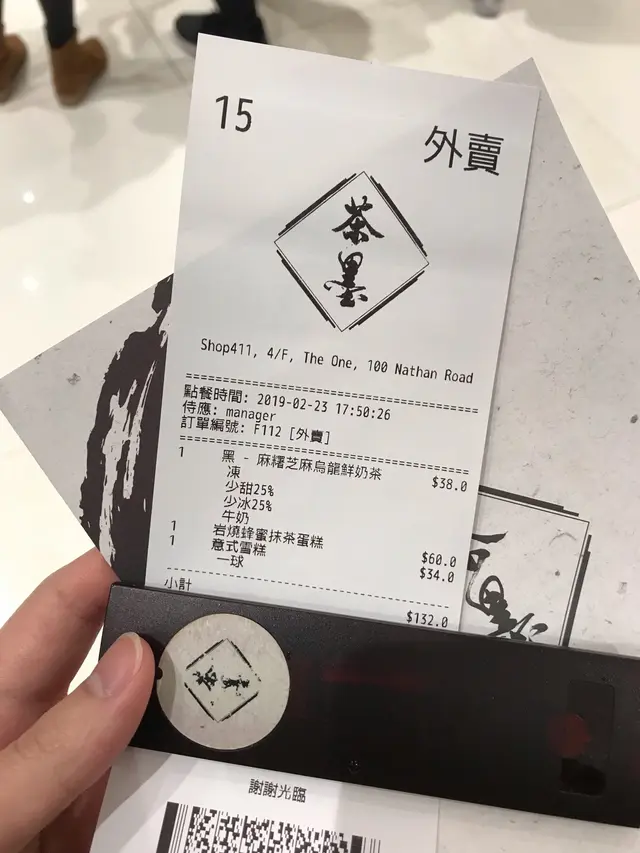 15
外賣
茶
墨
Shop411, 4/F, The One, 100 Nathan Road
點餐時間: 2019-02-23 17:50:26
侍應: manager
訂單編號: F112 [外賣]
1 黑 - 麻糬芝麻烏龍鮮奶茶 $38.0
凍
少甜25%
少冰25%
牛奶
1 岩燒蜂蜜抹茶蛋糕 $60.0
1 意式雪糕 $34.0
一球
小計 $132.0
茶墨
謝謝光臨